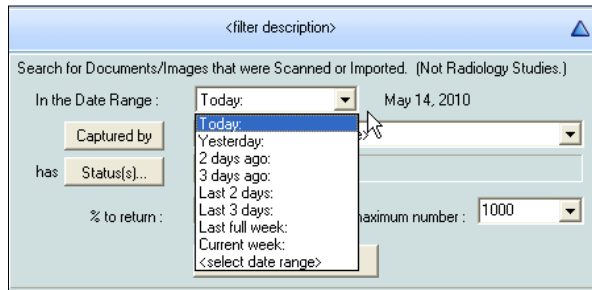 <filter description>
Search for Documents/Images that were Scanned or Imported. (Not Radiology Studies.)
In the Date Range : Today: May 14, 2010
Captured by
Today:
Yesterday:
2 days ago:
3 days ago:
Last 2 days:
Last 3 days:
Last full week:
Current week:
<select date range>
has Status(s)...
% to return : maximum number : 1000